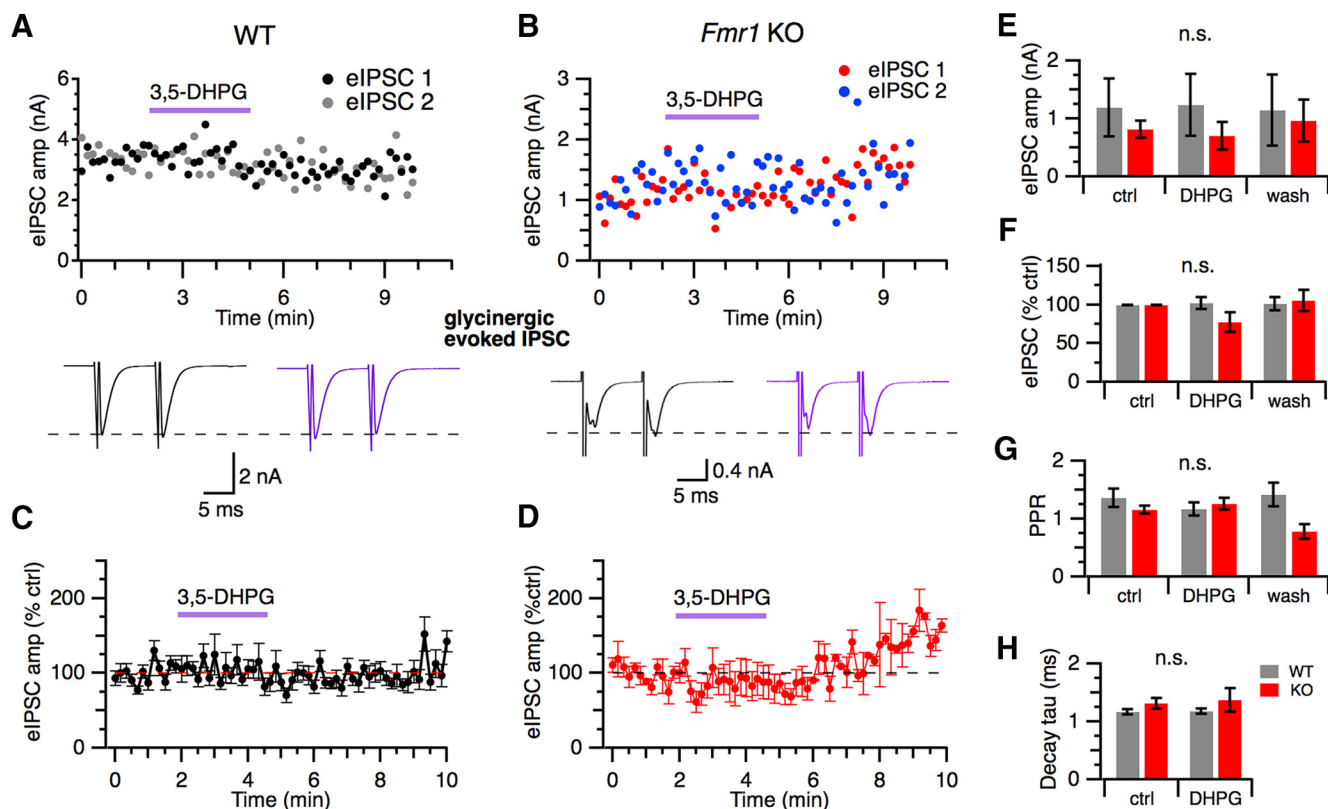 A
WT
6
4
2
0
eIPSC amp (nA)
3,5-DHPG
eIPSC 1
eIPSC 2
0 3 6 9
Time (min)
B
Fmr1 KO
3
2
1
0
eIPSC amp (nA)
3,5-DHPG
eIPSC 1
eIPSC 2
0 3 6 9
Time (min)
glycinergic
evoked IPSC
2 nA
5 ms
0.4 nA
5 ms
C
200
100
0
eIPSC amp (% ctrl)
3,5-DHPG
0 2 4 6 8 10
Time (min)
D
200
100
0
eIPSC amp (%ctrl)
3,5-DHPG
0 2 4 6 8 10
Time (min)
E
n.s.
2
1
0
eIPSC amp (nA)
ctrl DHPG wash
F
n.s.
150
100
50
0
eIPSC (% ctrl)
ctrl DHPG wash
G
n.s.
2
1
0
PPR
ctrl DHPG wash
H
n.s.
2
1
0
Decay tau (ms)
WT
KO
ctrl DHPG